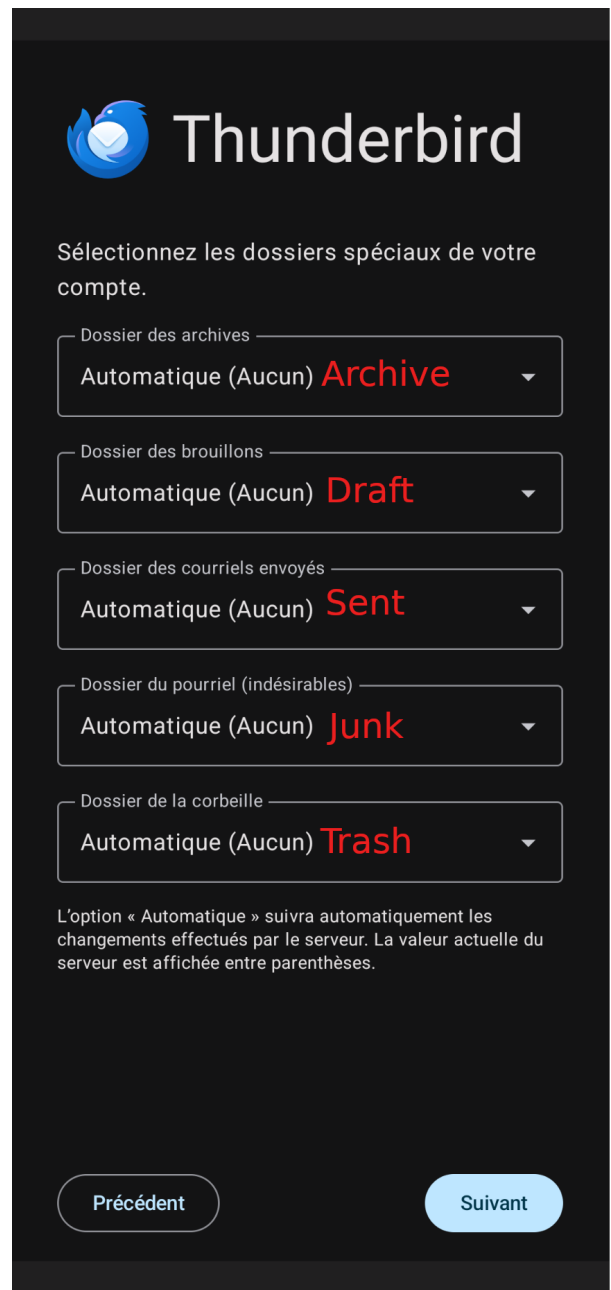 Thunderbird
Sélectionnez les dossiers spéciaux de votre
compte.
Dossier des archives
Automatique (Aucun) Archive
Dossier des brouillons
Automatique (Aucun) Draft
Dossier des courriels envoyés
Automatique (Aucun) Sent
Dossier du pourriel (indésirables)
Automatique (Aucun) Junk
Dossier de la corbeille
Automatique (Aucun) Trash
L’option « Automatique » suivra automatiquement les
changements effectués par le serveur. La valeur actuelle du
serveur est affichée entre parenthèses.
Précédent
Suivant